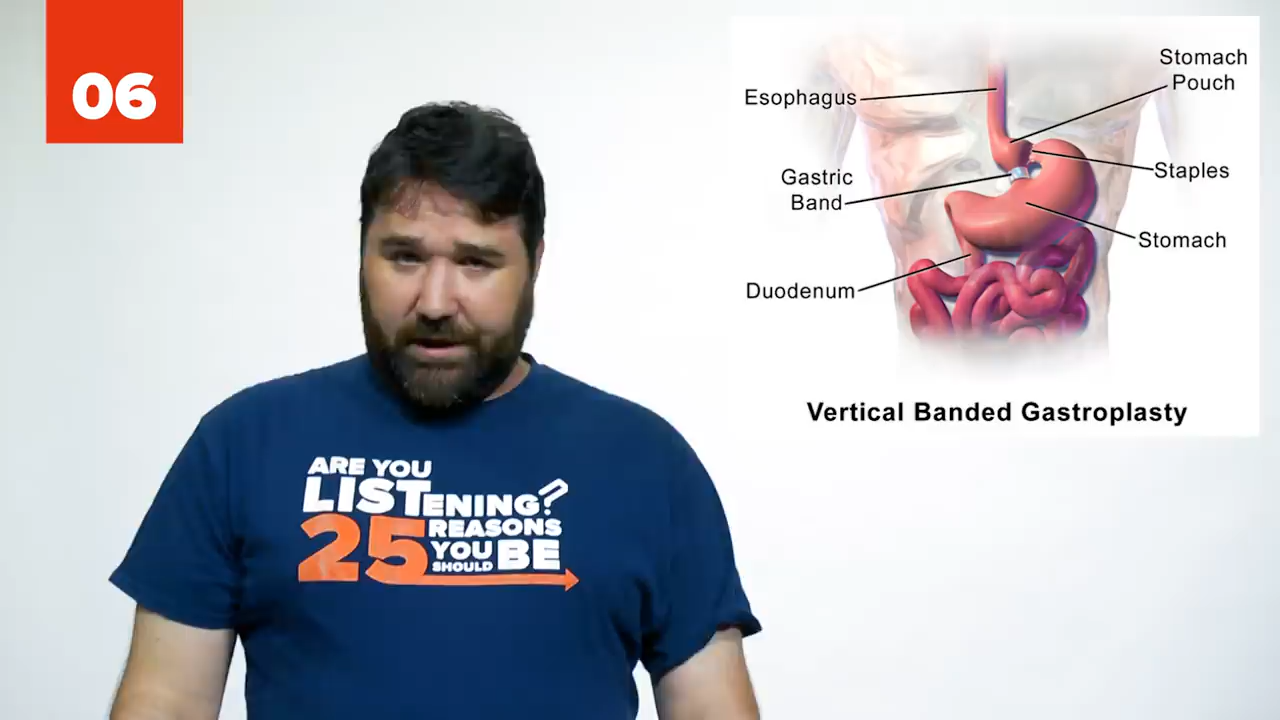 06
Esophagus
Stomach
Pouch
Gastric
Band
Staples
Stomach
Duodenum
Vertical Banded Gastroplasty
ARE YOU
LISTENING?
25 REASONS
YOU SHOULD BE